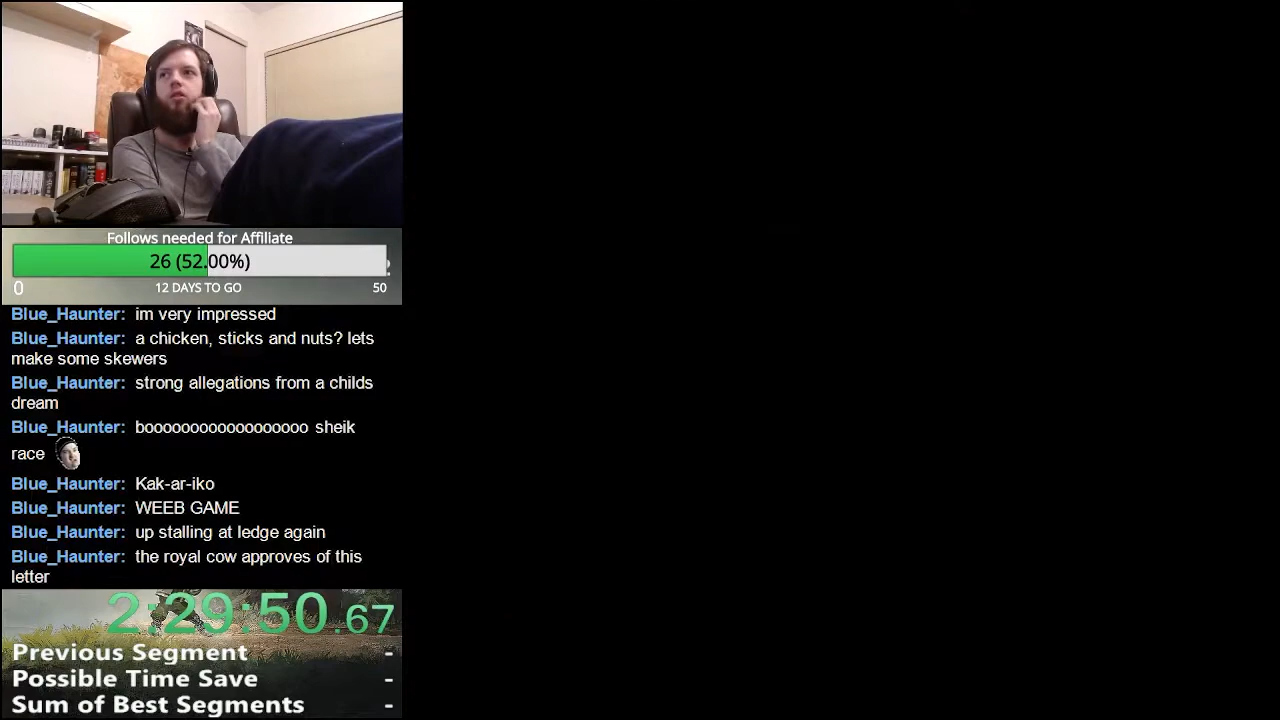 Follows needed for Affiliate
26 (52.00%)
0 12 DAYS TO GO 50
Blue_Haunter: im very impressed
Blue_Haunter: a chicken, sticks and nuts? lets
make some skewers
Blue_Haunter: strong allegations from a childs
dream
Blue_Haunter: boooooooooooooooooo sheik
race
Blue_Haunter: Kak-ar-iko
Blue_Haunter: WEEB GAME
Blue_Haunter: up stalling at ledge again
Blue_Haunter: the royal cow approves of this
letter
2:29:50.67
Previous Segment -
Possible Time Save -
Sum of Best Segments -